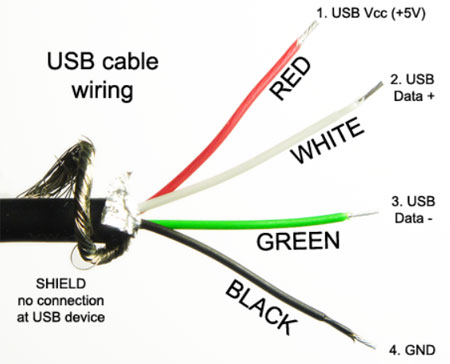 USB cable
wiring
1. USB Vcc (+5V)
RED
2. USB
Data +
WHITE
3. USB
Data -
GREEN
BLACK
SHIELD
no connection
at USB device
4. GND